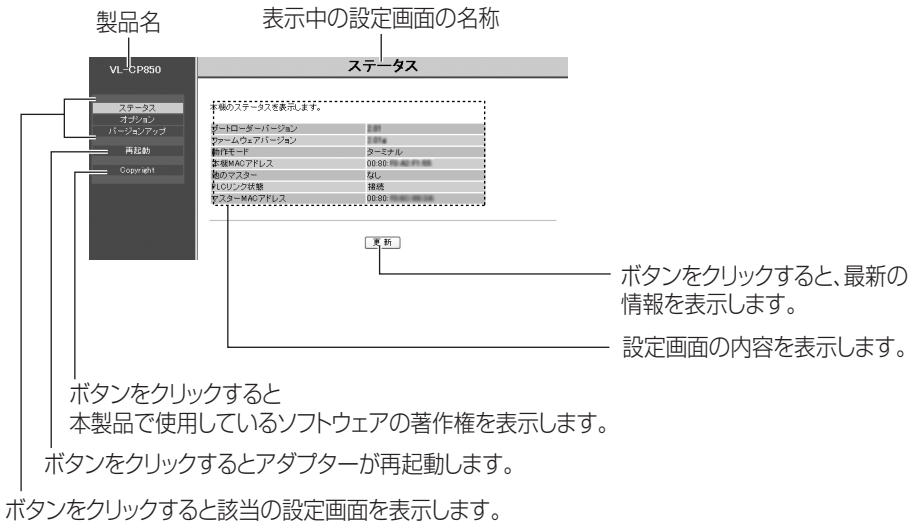 製品名
表示中の設定画面の名称
VL-CP850
ステータス
ステータス
オプション
バージョンアップ
再起動
Copyright
本機のステータスを表示します。
ブートローダーバージョン
ファームウェアバージョン
動作モード ターミナル
本機MACアドレス 00:80:
他のマスター なし
PLCリンク状態 接続
マスターMACアドレス 00:80:
更新
ボタンをクリックすると、最新の
情報を表示します。
設定画面の内容を表示します。
ボタンをクリックすると
本製品で使用しているソフトウェアの著作権を表示します。
ボタンをクリックするとアダプターが再起動します。
ボタンをクリックすると該当の設定画面を表示します。